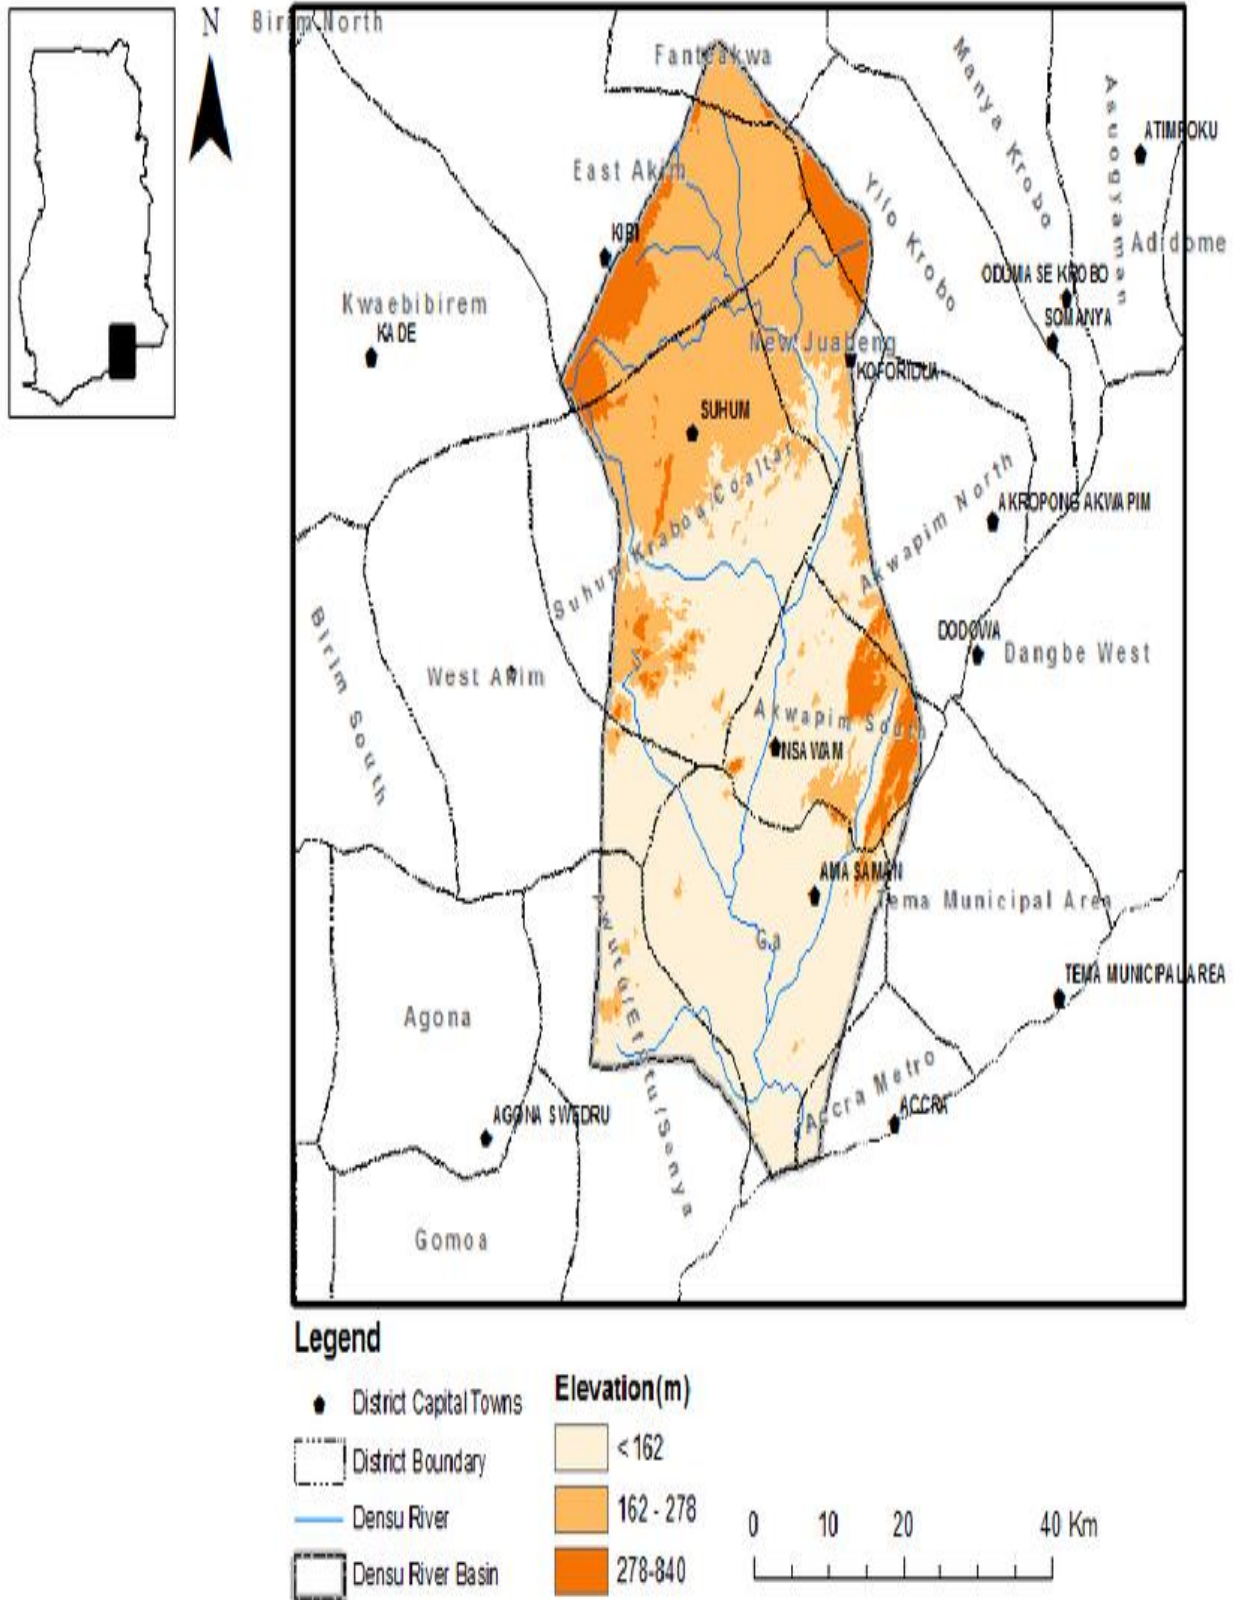 N
Birim North
Fanteakwa
Manya Krobo
Asuogyaman
ATIMPOKU
East Akim
Yilo Krobo
KIBI
Adidome
ODUMASE KROBO
Kwaebibirem
SOMANYA
KADE
New Juabeng
KOFORIDUA
SUHUM
Suhum/Kraboa/Coaltar
Akwapim North
AKROPONG AKWAPIM
Birim South
DODOWA
Dangbe West
West Akim
Akwapim South
NSAWAM
AMASAMAN
Tema Municipal Area
Awutu/Efutu/Senya
Ga
TEMA MUNICIPAL AREA
Agona
Accra Metro
ACCRA
AGONA SWEDRU
Gomoa
Legend
District Capital Towns
District Boundary
Densu River
Densu River Basin
Elevation(m)
< 162
162 - 278
278-840
0 10 20 40 Km